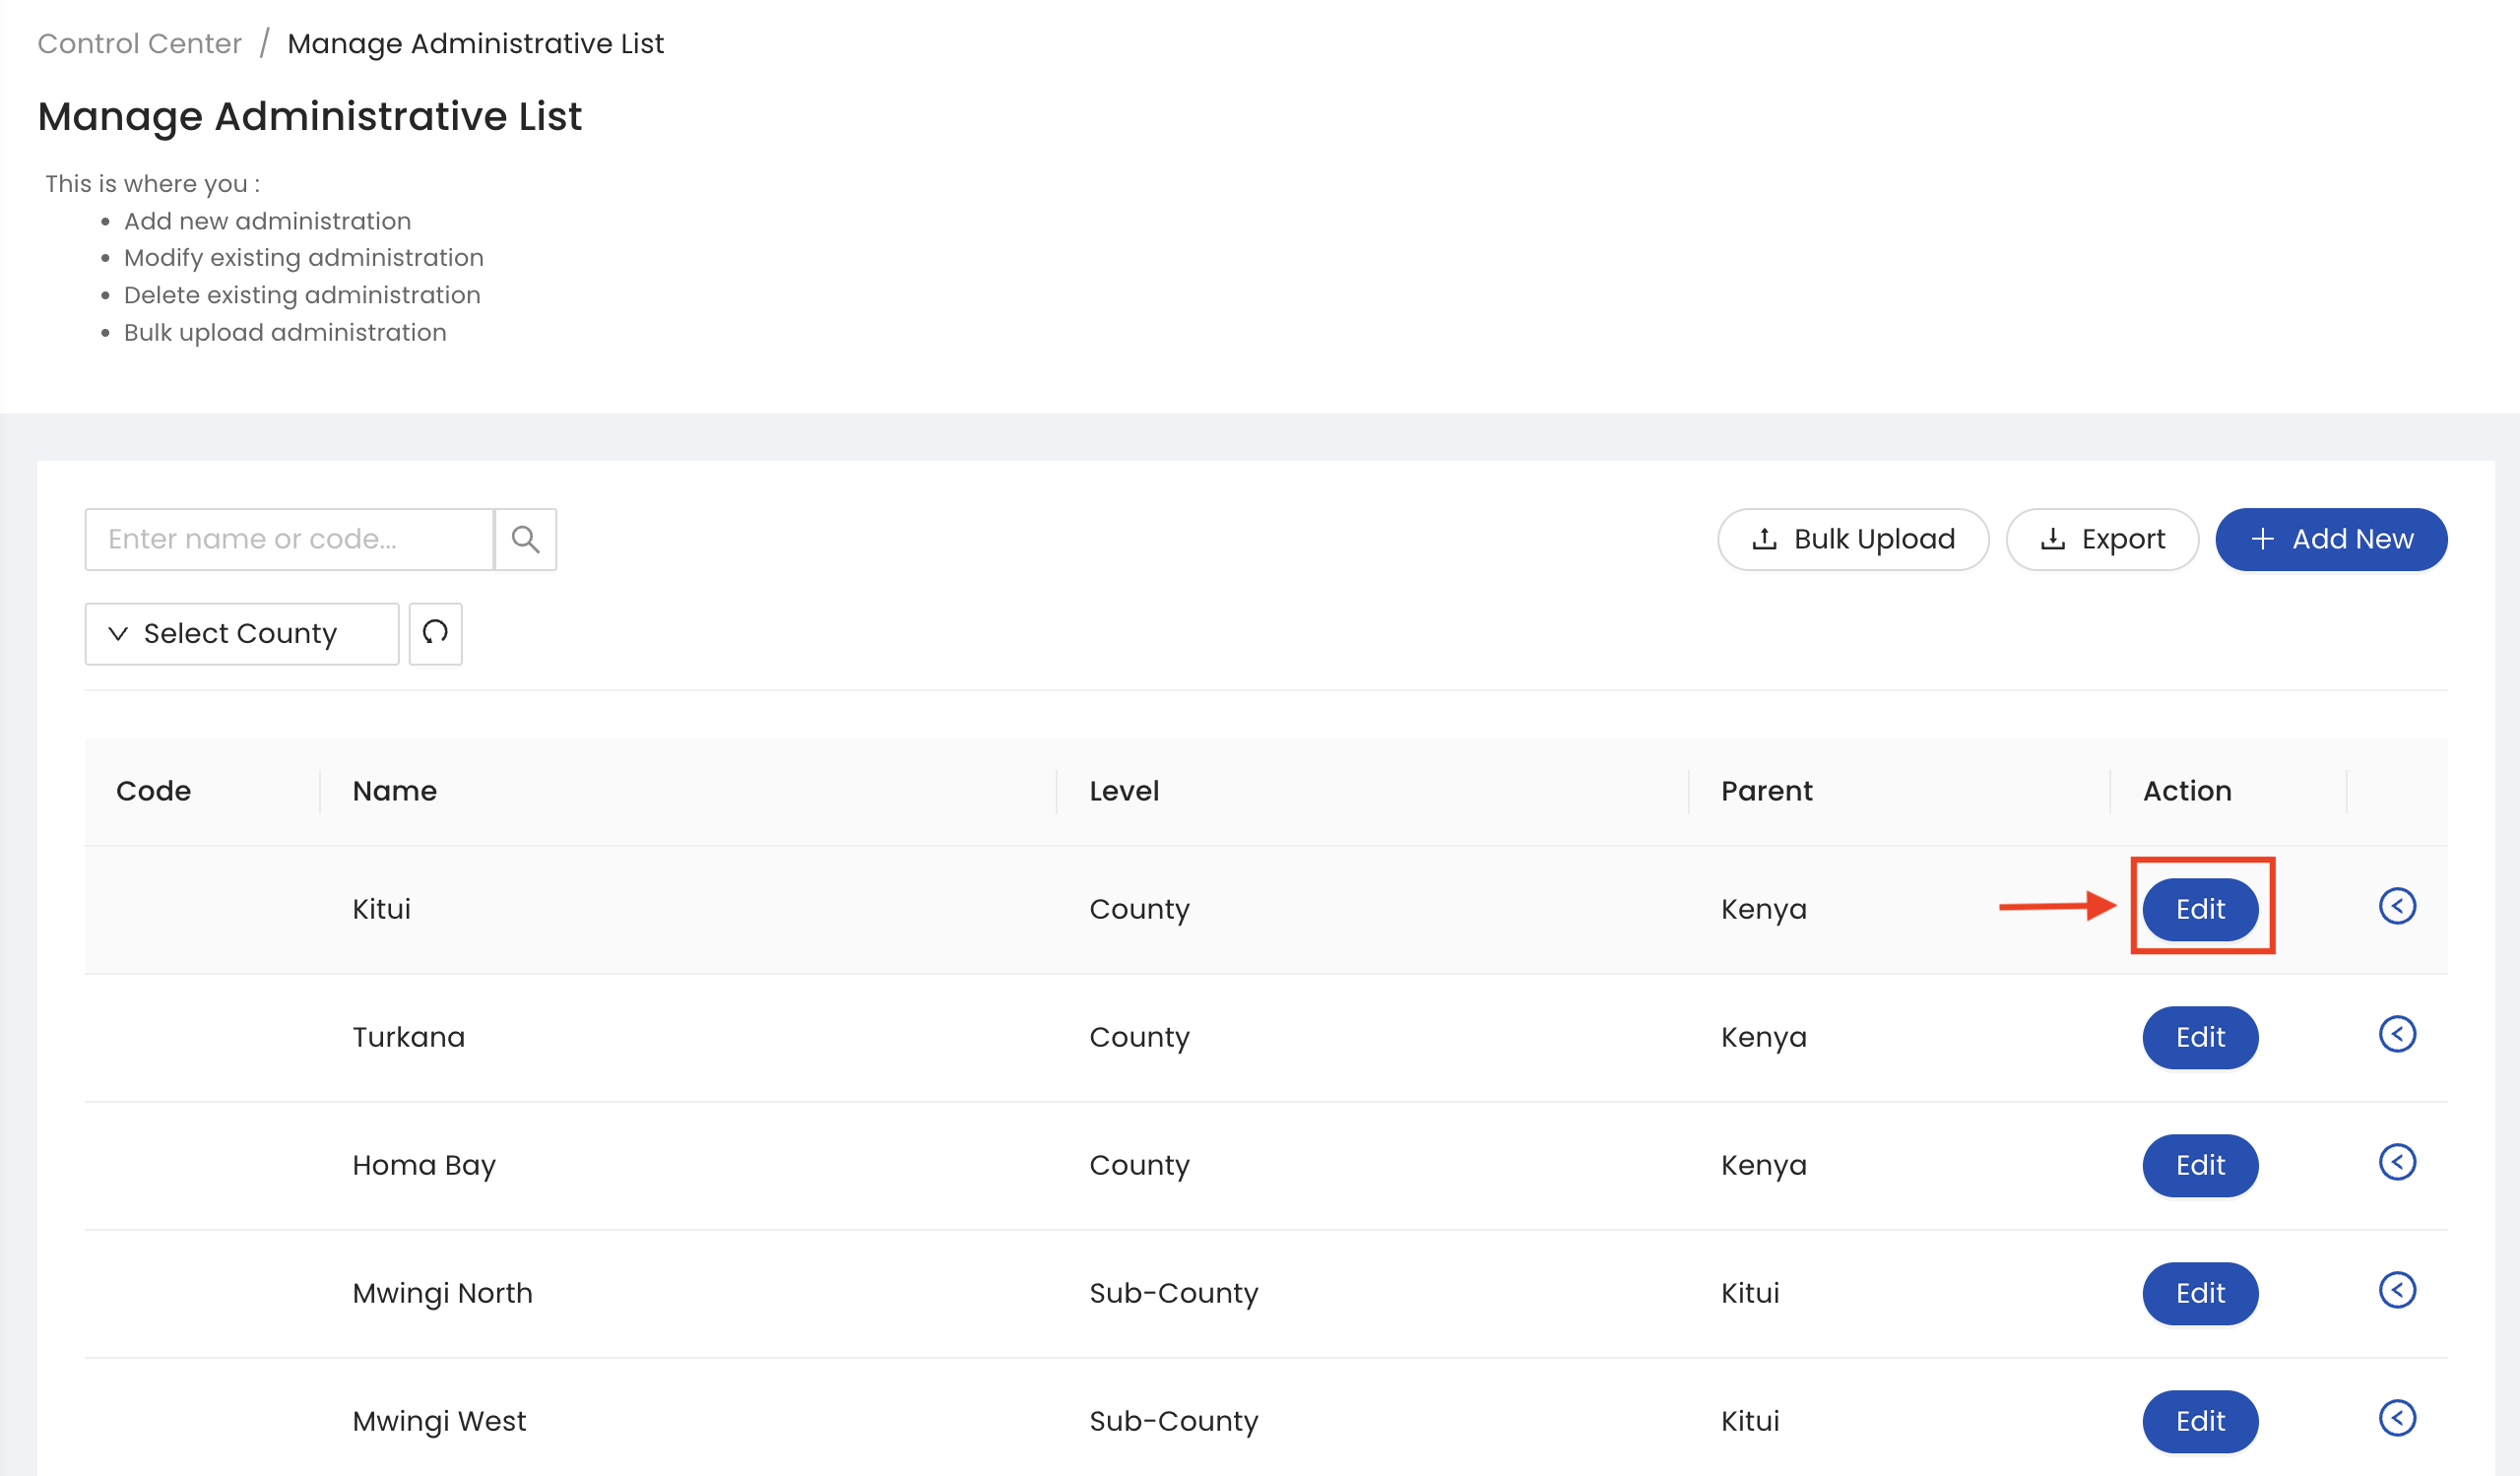 Control Center / Manage Administrative List
Manage Administrative List
This is where you :
• Add new administration
• Modify existing administration
• Delete existing administration
• Bulk upload administration
Enter name or code...
Bulk Upload
Export
+ Add New
Select County
Code Name Level Parent Action
Kitui County Kenya Edit
Turkana County Kenya Edit
Homa Bay County Kenya Edit
Mwingi North Sub-County Kitui Edit
Mwingi West Sub-County Kitui Edit